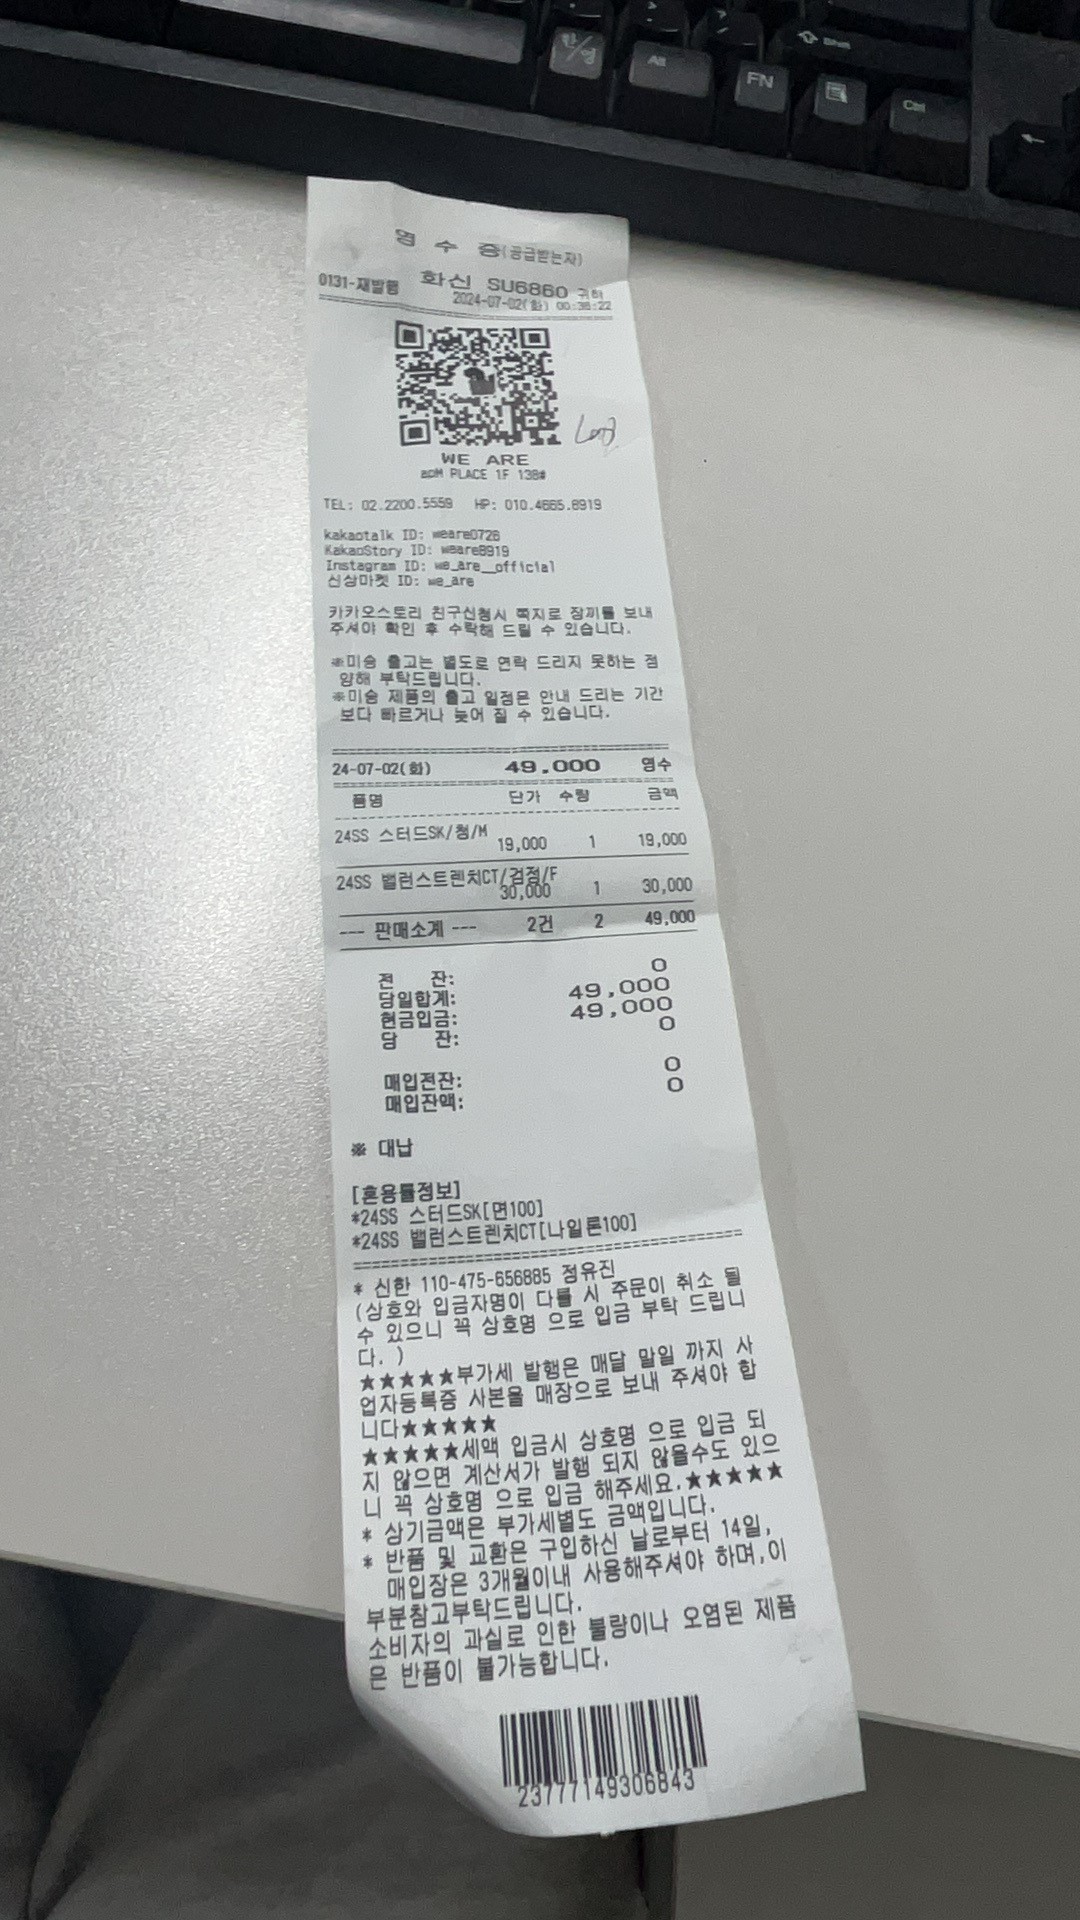 한/영
Alt
FN
Shift
Ctrl
영 수 증(공급받는자)
0131-재발행 화신 SU6860 귀하
2024-07-02(화) 00:38:22
WE ARE
apM PLACE 1F 138#
TEL: 02.2200.5559 HP: 010.4665.8919
kakaotalk ID: weare0726
KakaoStory ID: weare8919
Instagram ID: we_are__official
신상마켓 ID: we_are
카카오스토리 친구신청시 쪽지로 장끼를 보내
주셔야 확인 후 수락해 드릴 수 있습니다.
※미송 출고는 별도로 연락 드리지 못하는 점
양해 부탁드립니다.
※미송 제품의 출고 일정은 안내 드리는 기간
보다 빠르거나 늦어 질 수 있습니다.
24-07-02(화) 49,000 영수
품명 단가 수량 금액
24SS 스터드SK/청/M
19,000 1 19,000
24SS 밸런스트렌치CT/검정/F
30,000 1 30,000
--- 판매소계 --- 2건 2 49,000
전 잔: 0
당일합계: 49,000
현금입금: 49,000
당 잔: 0
매입전잔: 0
매입잔액: 0
※ 대납
[혼용률정보]
*24SS 스터드SK[면100]
*24SS 밸런스트렌치CT[나일론100]
* 신한 110-475-656885 정유진
(상호와 입금자명이 다를 시 주문이 취소 될
수 있으니 꼭 상호명 으로 입금 부탁 드립니
다. )
★★★★★부가세 발행은 매달 말일 까지 사
업자등록증 사본을 매장으로 보내 주셔야 합
니다★★★★★
★★★★★세액 입금시 상호명 으로 입금 되
지 않으면 계산서가 발행 되지 않을수도 있으
니 꼭 상호명 으로 입금 해주세요.★★★★★
* 상기금액은 부가세별도 금액입니다.
* 반품 및 교환은 구입하신 날로부터 14일,
매입장은 3개월이내 사용해주셔야 하며,이
부분참고부탁드립니다.
소비자의 과실로 인한 불량이나 오염된 제품
은 반품이 불가능합니다.
23777149306843